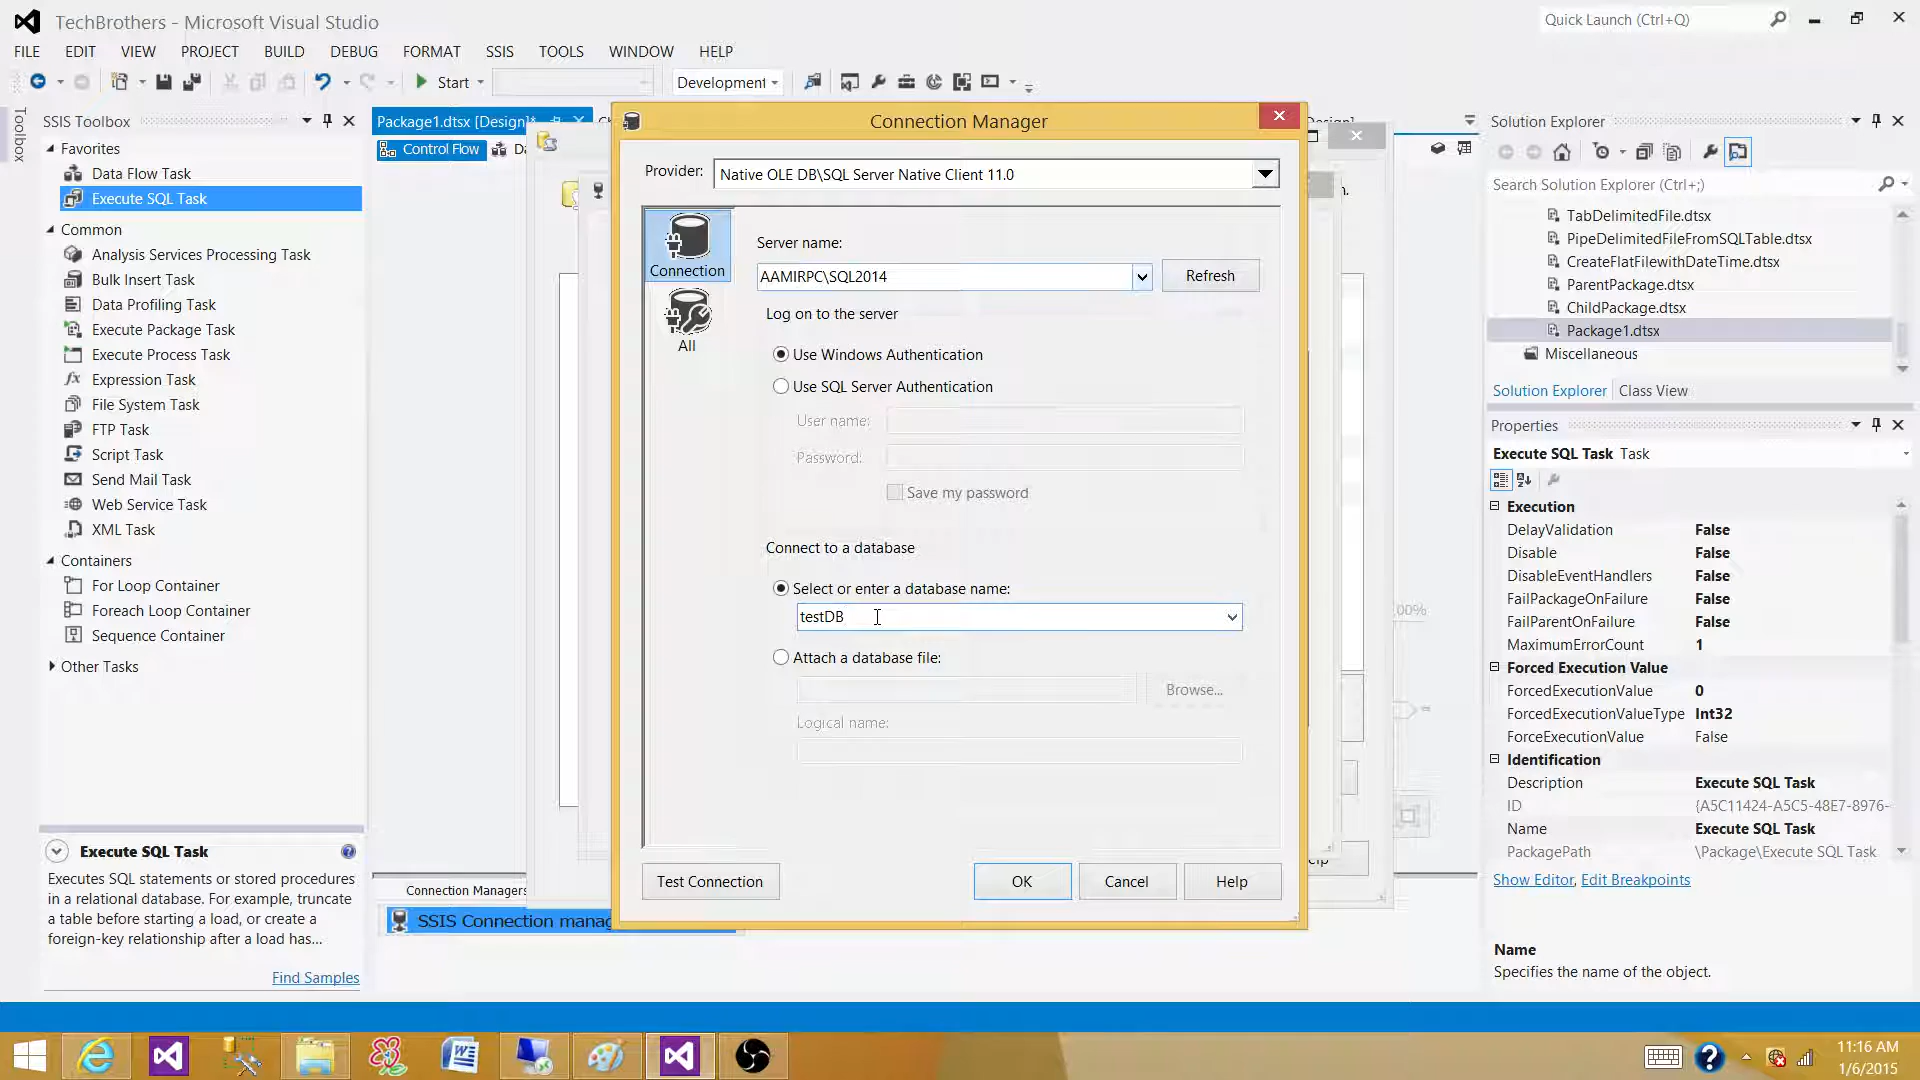 TechBrothers - Microsoft Visual Studio
Quick Launch (Ctrl+Q)
FILE EDIT VIEW PROJECT BUILD DEBUG FORMAT SSIS TOOLS WINDOW HELP
Start
Development
Toolbox
SSIS Toolbox
Favorites
Data Flow Task
Execute SQL Task
Common
Analysis Services Processing Task
Bulk Insert Task
Data Profiling Task
Execute Package Task
Execute Process Task
Expression Task
File System Task
FTP Task
Script Task
Send Mail Task
Web Service Task
XML Task
Containers
For Loop Container
Foreach Loop Container
Sequence Container
Other Tasks
Execute SQL Task
Executes SQL statements or stored procedures
in a relational database. For example, truncate
a table before starting a load, or create a
foreign-key relationship after a load has...
Find Samples
Package1.dtsx [Design]*
Control Flow
Connection Managers
SSIS Connection manag
Connection Manager
Provider:
Native OLE DB\SQL Server Native Client 11.0
Connection
All
Server name:
AAMIRPC\SQL2014
Refresh
Log on to the server
Use Windows Authentication
Use SQL Server Authentication
User name:
Password:
Save my password
Connect to a database
Select or enter a database name:
testDB
Attach a database file:
Browse...
Logical name:
Test Connection
OK
Cancel
Help
Solution Explorer
Search Solution Explorer (Ctrl+;)
TabDelimitedFile.dtsx
PipeDelimitedFileFromSQLTable.dtsx
CreateFlatFilewithDateTime.dtsx
ParentPackage.dtsx
ChildPackage.dtsx
Package1.dtsx
Miscellaneous
Solution Explorer Class View
Properties
Execute SQL Task Task
Execution
DelayValidation False
Disable False
DisableEventHandlers False
FailPackageOnFailure False
FailParentOnFailure False
MaximumErrorCount 1
Forced Execution Value
ForcedExecutionValue 0
ForcedExecutionValueType Int32
ForceExecutionValue False
Identification
Description Execute SQL Task
ID {A5C11424-A5C5-48E7-8976-
Name Execute SQL Task
PackagePath \Package\Execute SQL Task
Show Editor, Edit Breakpoints
Name
Specifies the name of the object.
11:16 AM
1/6/2015